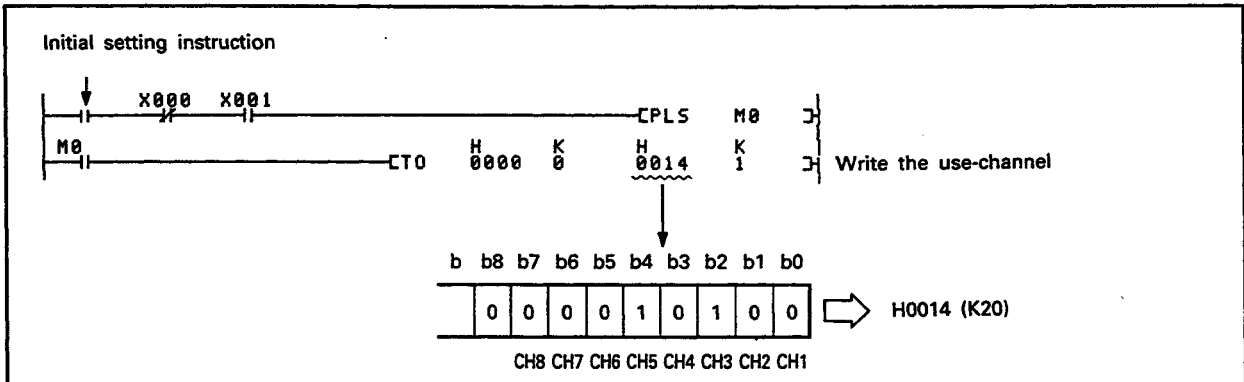 Initial setting instruction
X000 X001
[PLS M0 ]
M0 H K H K
[TO 0000 0 0014 1 ] Write the use-channel
b b8 b7 b6 b5 b4 b3 b2 b1 b0
0 0 0 0 1 0 1 0 0 H0014 (K20)
CH8 CH7 CH6 CH5 CH4 CH3 CH2 CH1